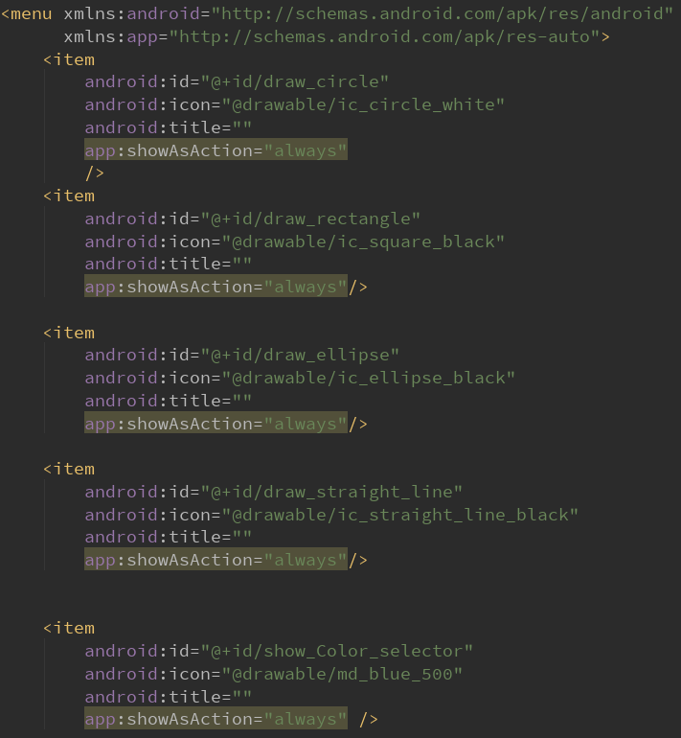 <menu xmlns:android="http://schemas.android.com/apk/res/android"
xmlns:app="http://schemas.android.com/apk/res-auto">
<item
android:id="@+id/draw_circle"
android:icon="@drawable/ic_circle_white"
android:title=""
app:showAsAction="always"
/>
<item
android:id="@+id/draw_rectangle"
android:icon="@drawable/ic_square_black"
android:title=""
app:showAsAction="always"/>
<item
android:id="@+id/draw_ellipse"
android:icon="@drawable/ic_ellipse_black"
android:title=""
app:showAsAction="always"/>
<item
android:id="@+id/draw_straight_line"
android:icon="@drawable/ic_straight_line_black"
android:title=""
app:showAsAction="always"/>
<item
android:id="@+id/show_Color_selector"
android:icon="@drawable/md_blue_500"
android:title=""
app:showAsAction="always" />